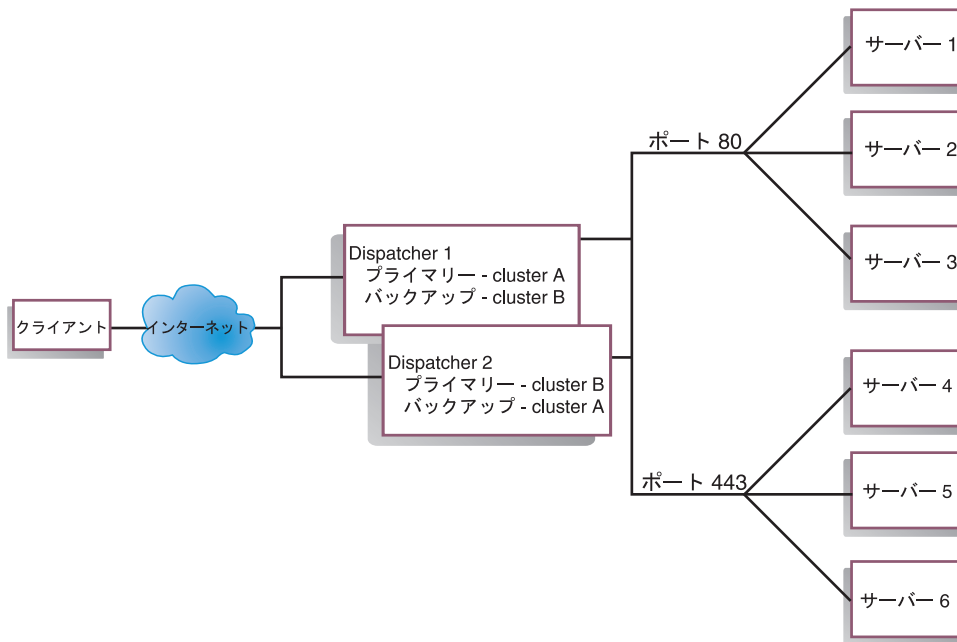 クライアント
インターネット
Dispatcher 1
プライマリー - cluster A
バックアップ - cluster B
Dispatcher 2
プライマリー - cluster B
バックアップ - cluster A
ポート 80
サーバー 1
サーバー 2
サーバー 3
ポート 443
サーバー 4
サーバー 5
サーバー 6